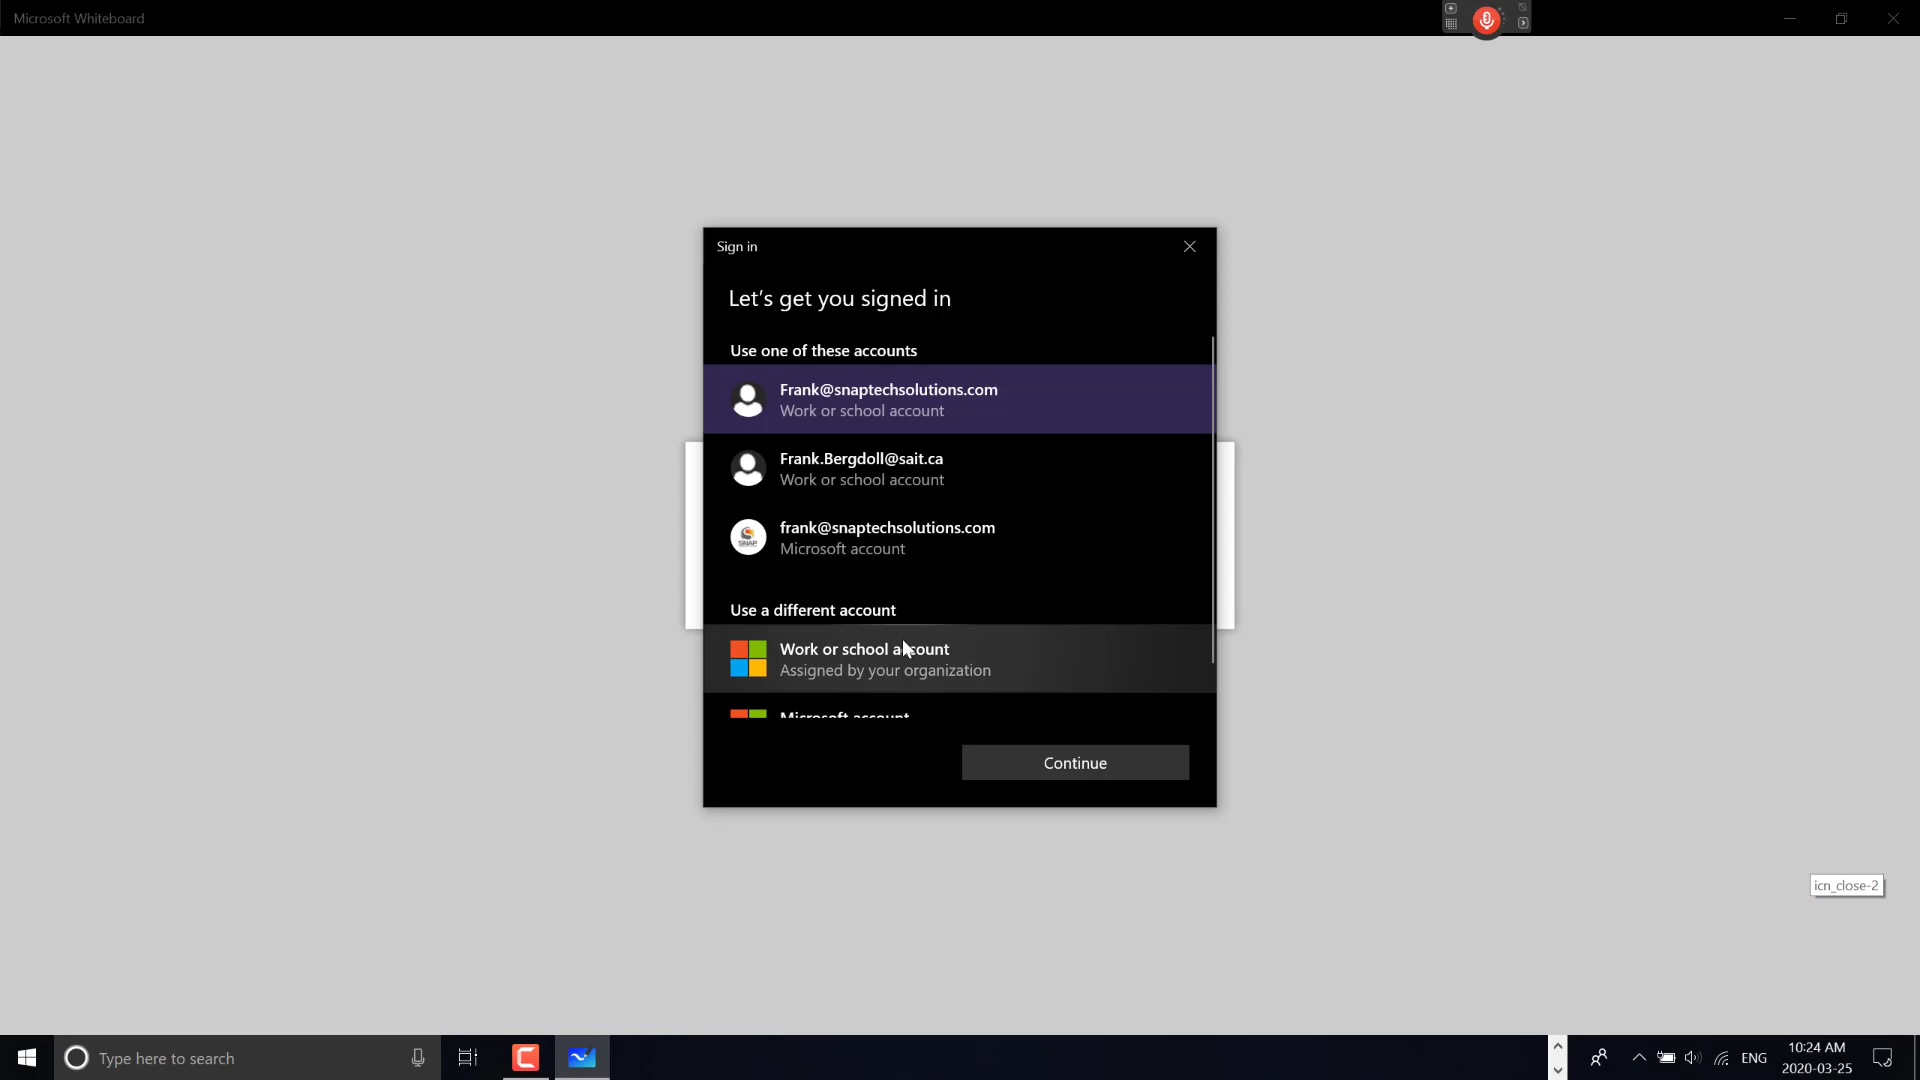 Microsoft Whiteboard
Sign in
Let's get you signed in
Use one of these accounts
Frank@snaptechsolutions.com
Work or school account
Frank.Bergdoll@sait.ca
Work or school account
frank@snaptechsolutions.com
Microsoft account
SNAP
Use a different account
Work or school account
Assigned by your organization
Microsoft account
Continue
icn_close-2
Type here to search
ENG
10:24 AM
2020-03-25